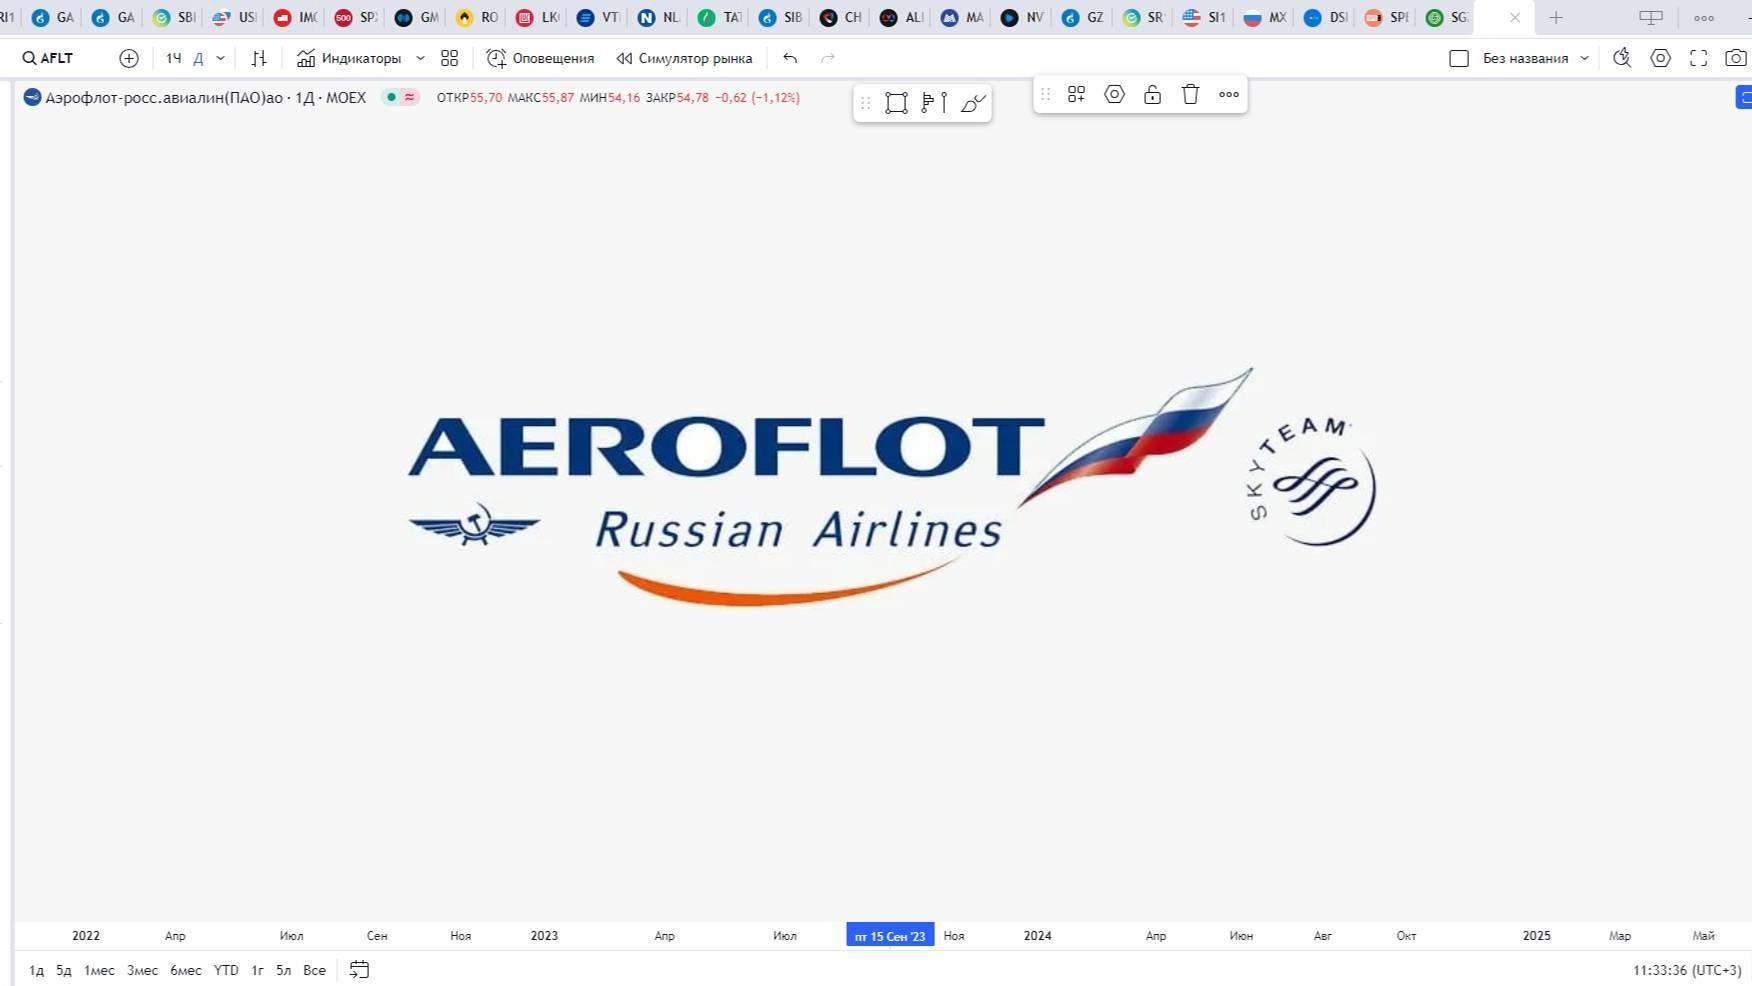 RI1 GA GA SBI USI IMO SPX GM RO LK VTI NL TAT SIB CH ALI MA NV GZ SR SI1 MX DSI SPB SG
AFLT 1Ч Д Индикаторы Оповещения Симулятор рынка Без названия
Аэрофлот-росс.авиалин(ПАО)ао · 1Д · MOEX ОТКР55,70 МАКС55,87 МИН54,16 ЗАКР54,78 −0,62 (−1,12%)
SKYTEAM
AEROFLOT
Russian Airlines
2022 Апр Июл Сен Ноя 2023 Апр Июл пт 15 Сен '23 Ноя 2024 Апр Июн Авг Окт 2025 Мар Май
1д 5д 1мес 3мес 6мес YTD 1г 5л Все 11:33:36 (UTC+3)